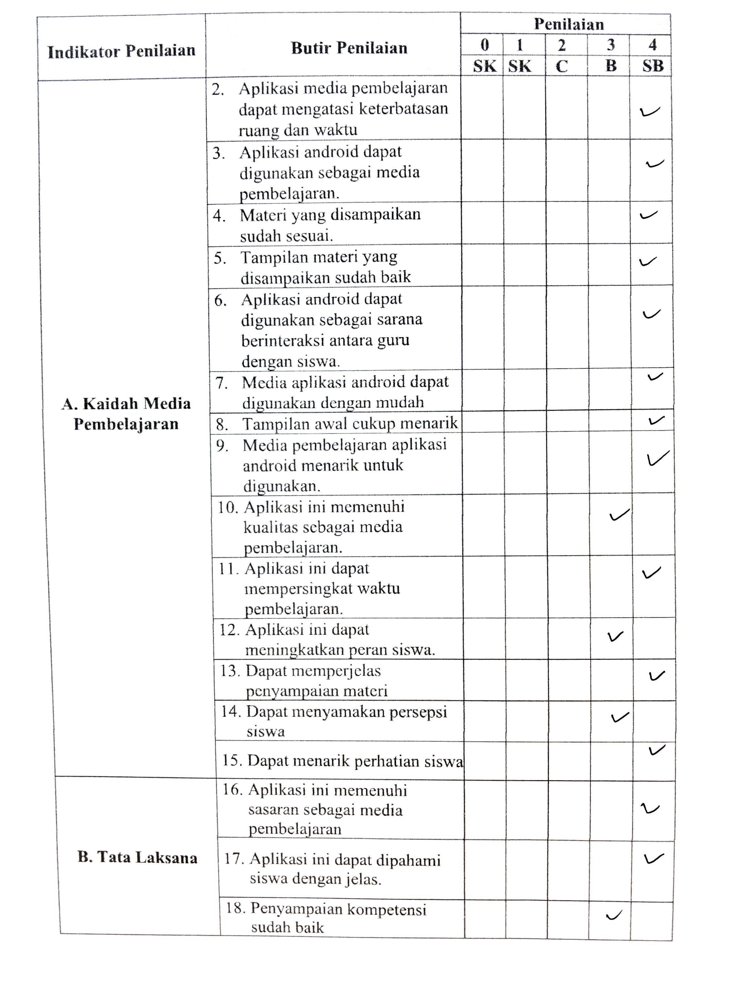 Indikator Penilaian
Butir Penilaian
Penilaian
0 1 2 3 4
SK SK C B SB
A. Kaidah Media
Pembelajaran
2. Aplikasi media pembelajaran
dapat mengatasi keterbatasan
ruang dan waktu
✓
3. Aplikasi android dapat
digunakan sebagai media
pembelajaran.
✓
4. Materi yang disampaikan
sudah sesuai.
✓
5. Tampilan materi yang
disampaikan sudah baik
✓
6. Aplikasi android dapat
digunakan sebagai sarana
berinteraksi antara guru
dengan siswa.
✓
7. Media aplikasi android dapat
digunakan dengan mudah
✓
8. Tampilan awal cukup menarik
✓
9. Media pembelajaran aplikasi
android menarik untuk
digunakan.
✓
10. Aplikasi ini memenuhi
kualitas sebagai media
pembelajaran.
✓
11. Aplikasi ini dapat
mempersingkat waktu
pembelajaran.
✓
12. Aplikasi ini dapat
meningkatkan peran siswa.
✓
13. Dapat memperjelas
penyampaian materi
✓
14. Dapat menyamakan persepsi
siswa
✓
15. Dapat menarik perhatian siswa
✓
B. Tata Laksana
16. Aplikasi ini memenuhi
sasaran sebagai media
pembelajaran
✓
17. Aplikasi ini dapat dipahami
siswa dengan jelas.
✓
18. Penyampaian kompetensi
sudah baik
✓